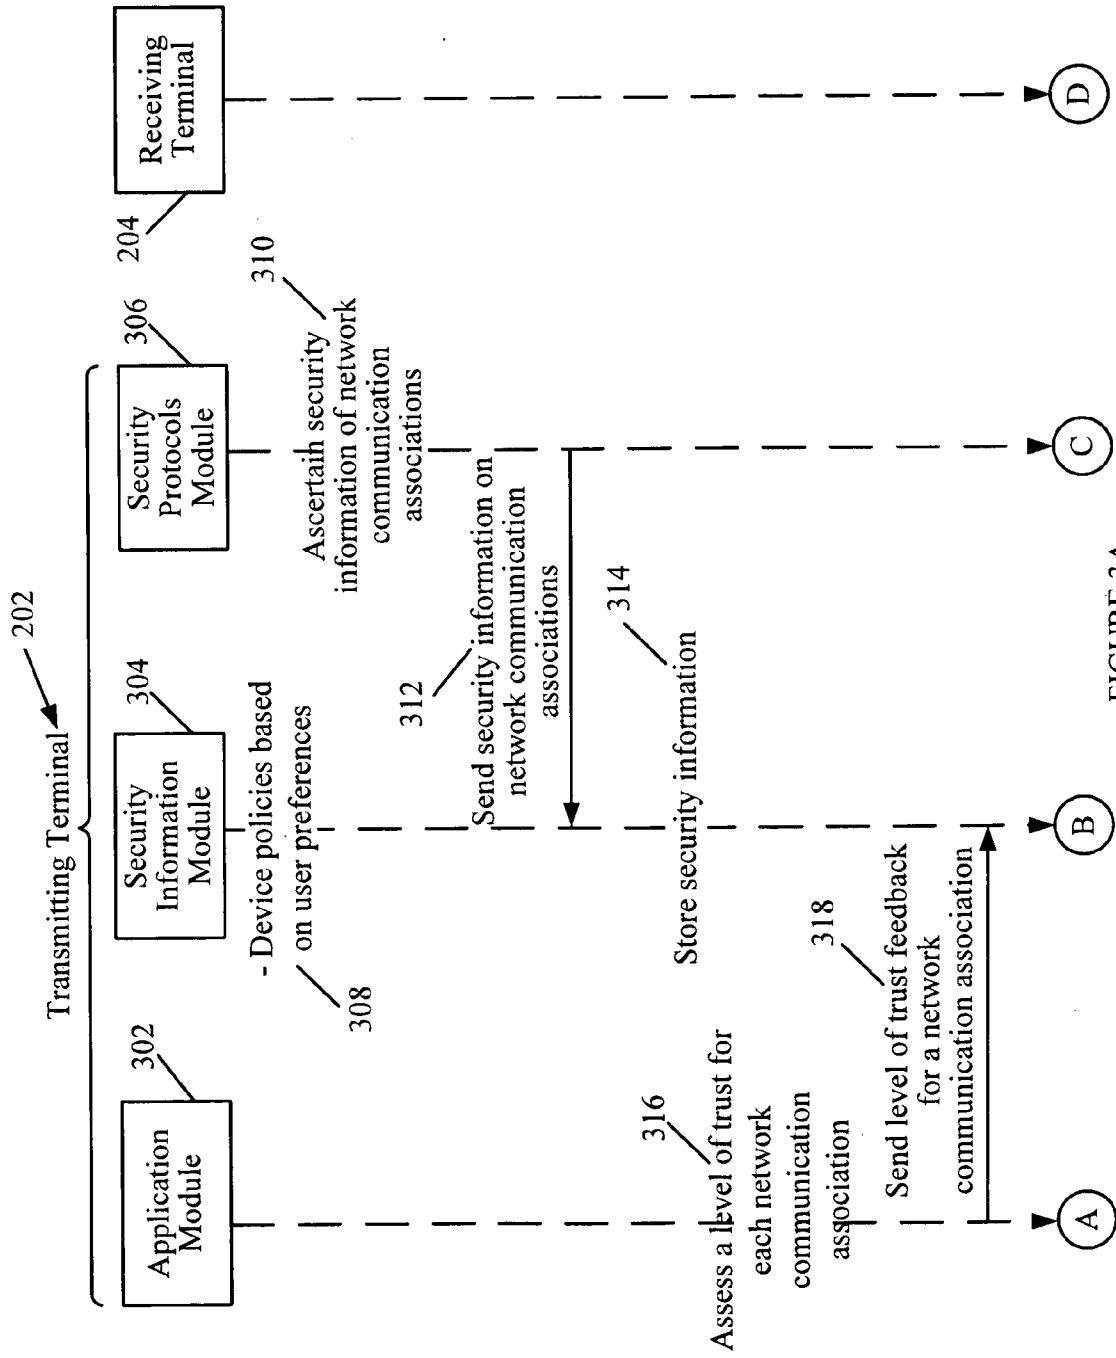 Transmitting Terminal
202
302
304
306
204
Application
Module
Security
Information
Module
Security
Protocols
Module
Receiving
Terminal
- Device policies based
on user preferences
308
310
Ascertain security
information of network
communication
associations
312
Send security information on
network communication
associations
314
Store security information
316
Assess a level of trust for
each network
communication
association
318
Send level of trust feedback
for a network
communication association
A
B
C
D
FIGURE 3A